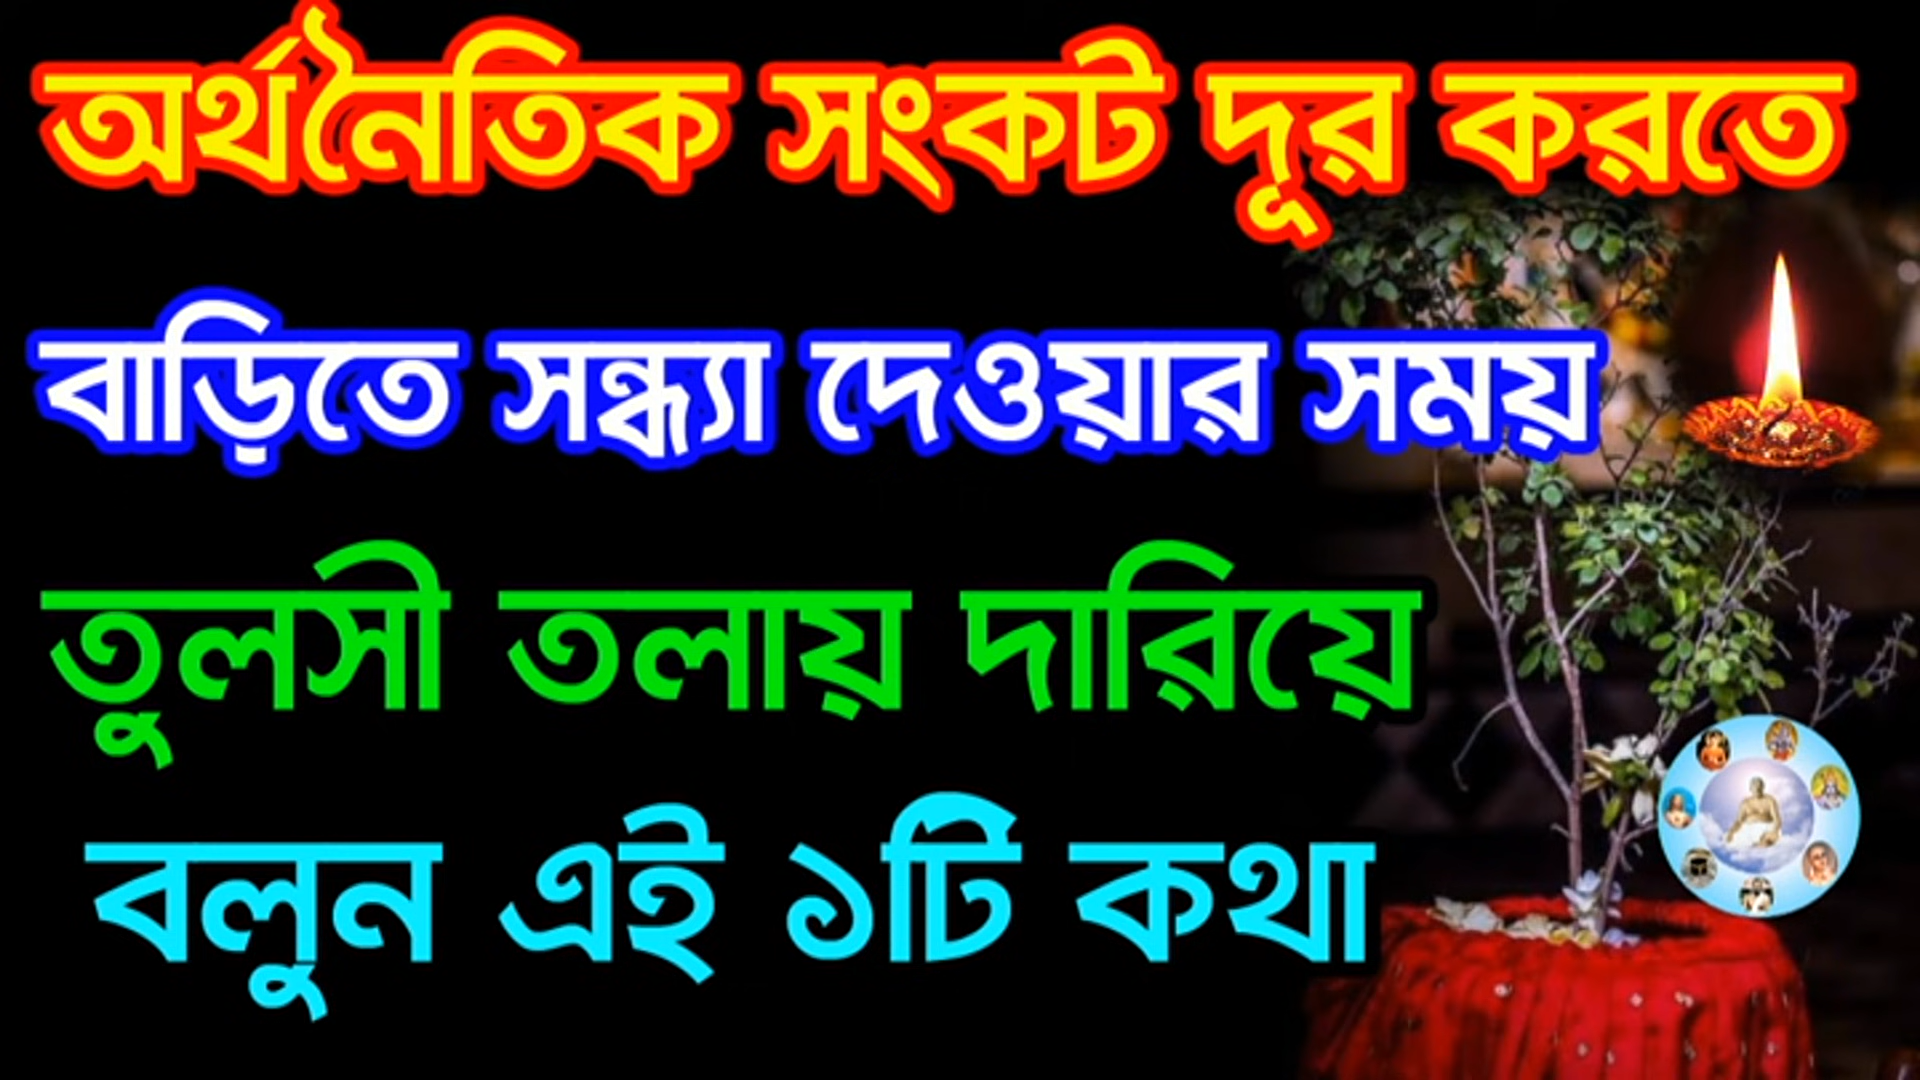 অর্থনৈতিক সংকট দূর করতে
বাড়িতে সন্ধ্যা দেওয়ার সময়
তুলসী তলায় দারিয়ে
বলুন এই ১টি কথা